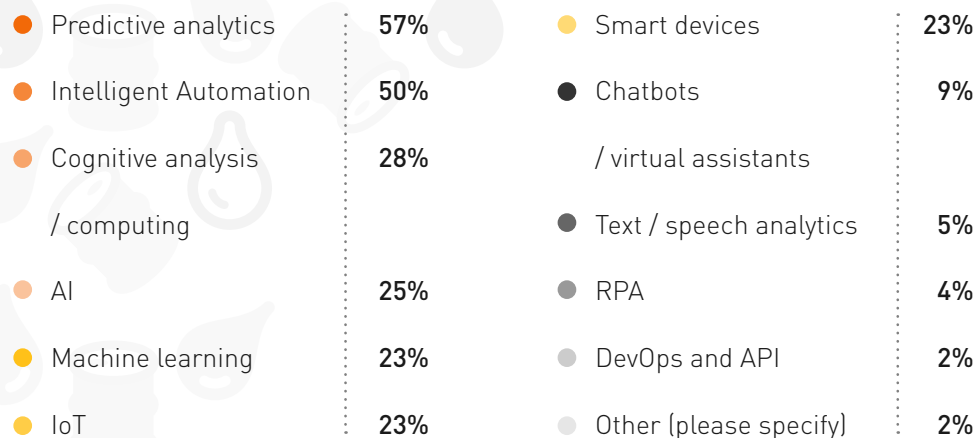 Predictive analytics 57%
Intelligent Automation 50%
Cognitive analysis 28%
/ computing
AI 25%
Machine learning 23%
IoT 23%
Smart devices 23%
Chatbots 9%
/ virtual assistants
Text / speech analytics 5%
RPA 4%
DevOps and API 2%
Other (please specify) 2%